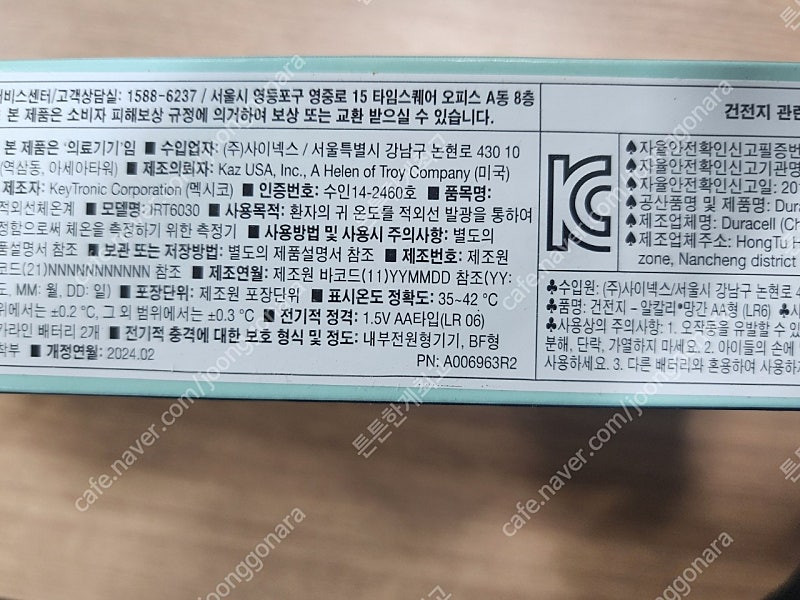 비스센터/고객상담실: 1588-6237 / 서울시 영등포구 영중로 15 타임스퀘어 오피스 A동 8층
본 제품은 소비자 피해보상 규정에 의거하여 보상 또는 교환 받으실 수 있습니다.
본 제품은 '의료기기'임 ■ 수입업자: (주)사이넥스 / 서울특별시 강남구 논현로 430 10
(역삼동, 아세아타워) ■ 제조의뢰자: Kaz USA, Inc., A Helen of Troy Company (미국)
제조자: KeyTronic Corporation (멕시코) ■ 인증번호: 수인14-2460호 ■ 품목명:
적외선체온계 ■ 모델명: IRT6030 ■ 사용목적: 환자의 귀 온도를 적외선 발광을 통하여
정함으로써 체온을 측정하기 위한 측정기 ■ 사용방법 및 사용시 주의사항: 별도의
품설명서 참조 ■ 보관 또는 저장방법: 별도의 제품설명서 참조 ■ 제조번호: 제조원
코드(21)NNNNNNNNNNN 참조 ■ 제조연월: 제조원 바코드(11)YYMMDD 참조(YY:
도, MM: 월, DD: 일) ■ 포장단위: 제조원 포장단위 ■ 표시온도 정확도: 35~42 °C
위에서는 ±0.2 °C, 그 외 범위에서는 ±0.3 °C ■ 전기적 정격: 1.5V AA타입(LR 06)
카라인 배터리 2개 ■ 전기적 충격에 대한 보호 형식 및 정도: 내부전원형기기, BF형
착부 ■ 개정연월: 2024.02
PN: A006963R2
건전지 관련
♠자율안전확인신고필증번
♠자율안전확인신고기관명
♠자율안전확인신고일: 20
♠공산품명 및 제품명: Dura
♠제조업체명: Duracell (Ch
♠제조업체주소: HongTu H
zone, Nancheng district
♣수입원: (주)사이넥스/서울시 강남구 논현로 4
♣품명: 건전지 – 알칼리•망간 AA형 (LR6) ♣사
♣사용상의 주의사항: 1. 오작동을 유발할 수 있
분해, 단락, 가열하지 마세요. 2. 아이들의 손에
사용하세요. 3. 다른 배터리와 혼용하여 사용하지
cafe.naver.com/joonggonara
튼튼한계최고
cafe.naver.com/joonggonara